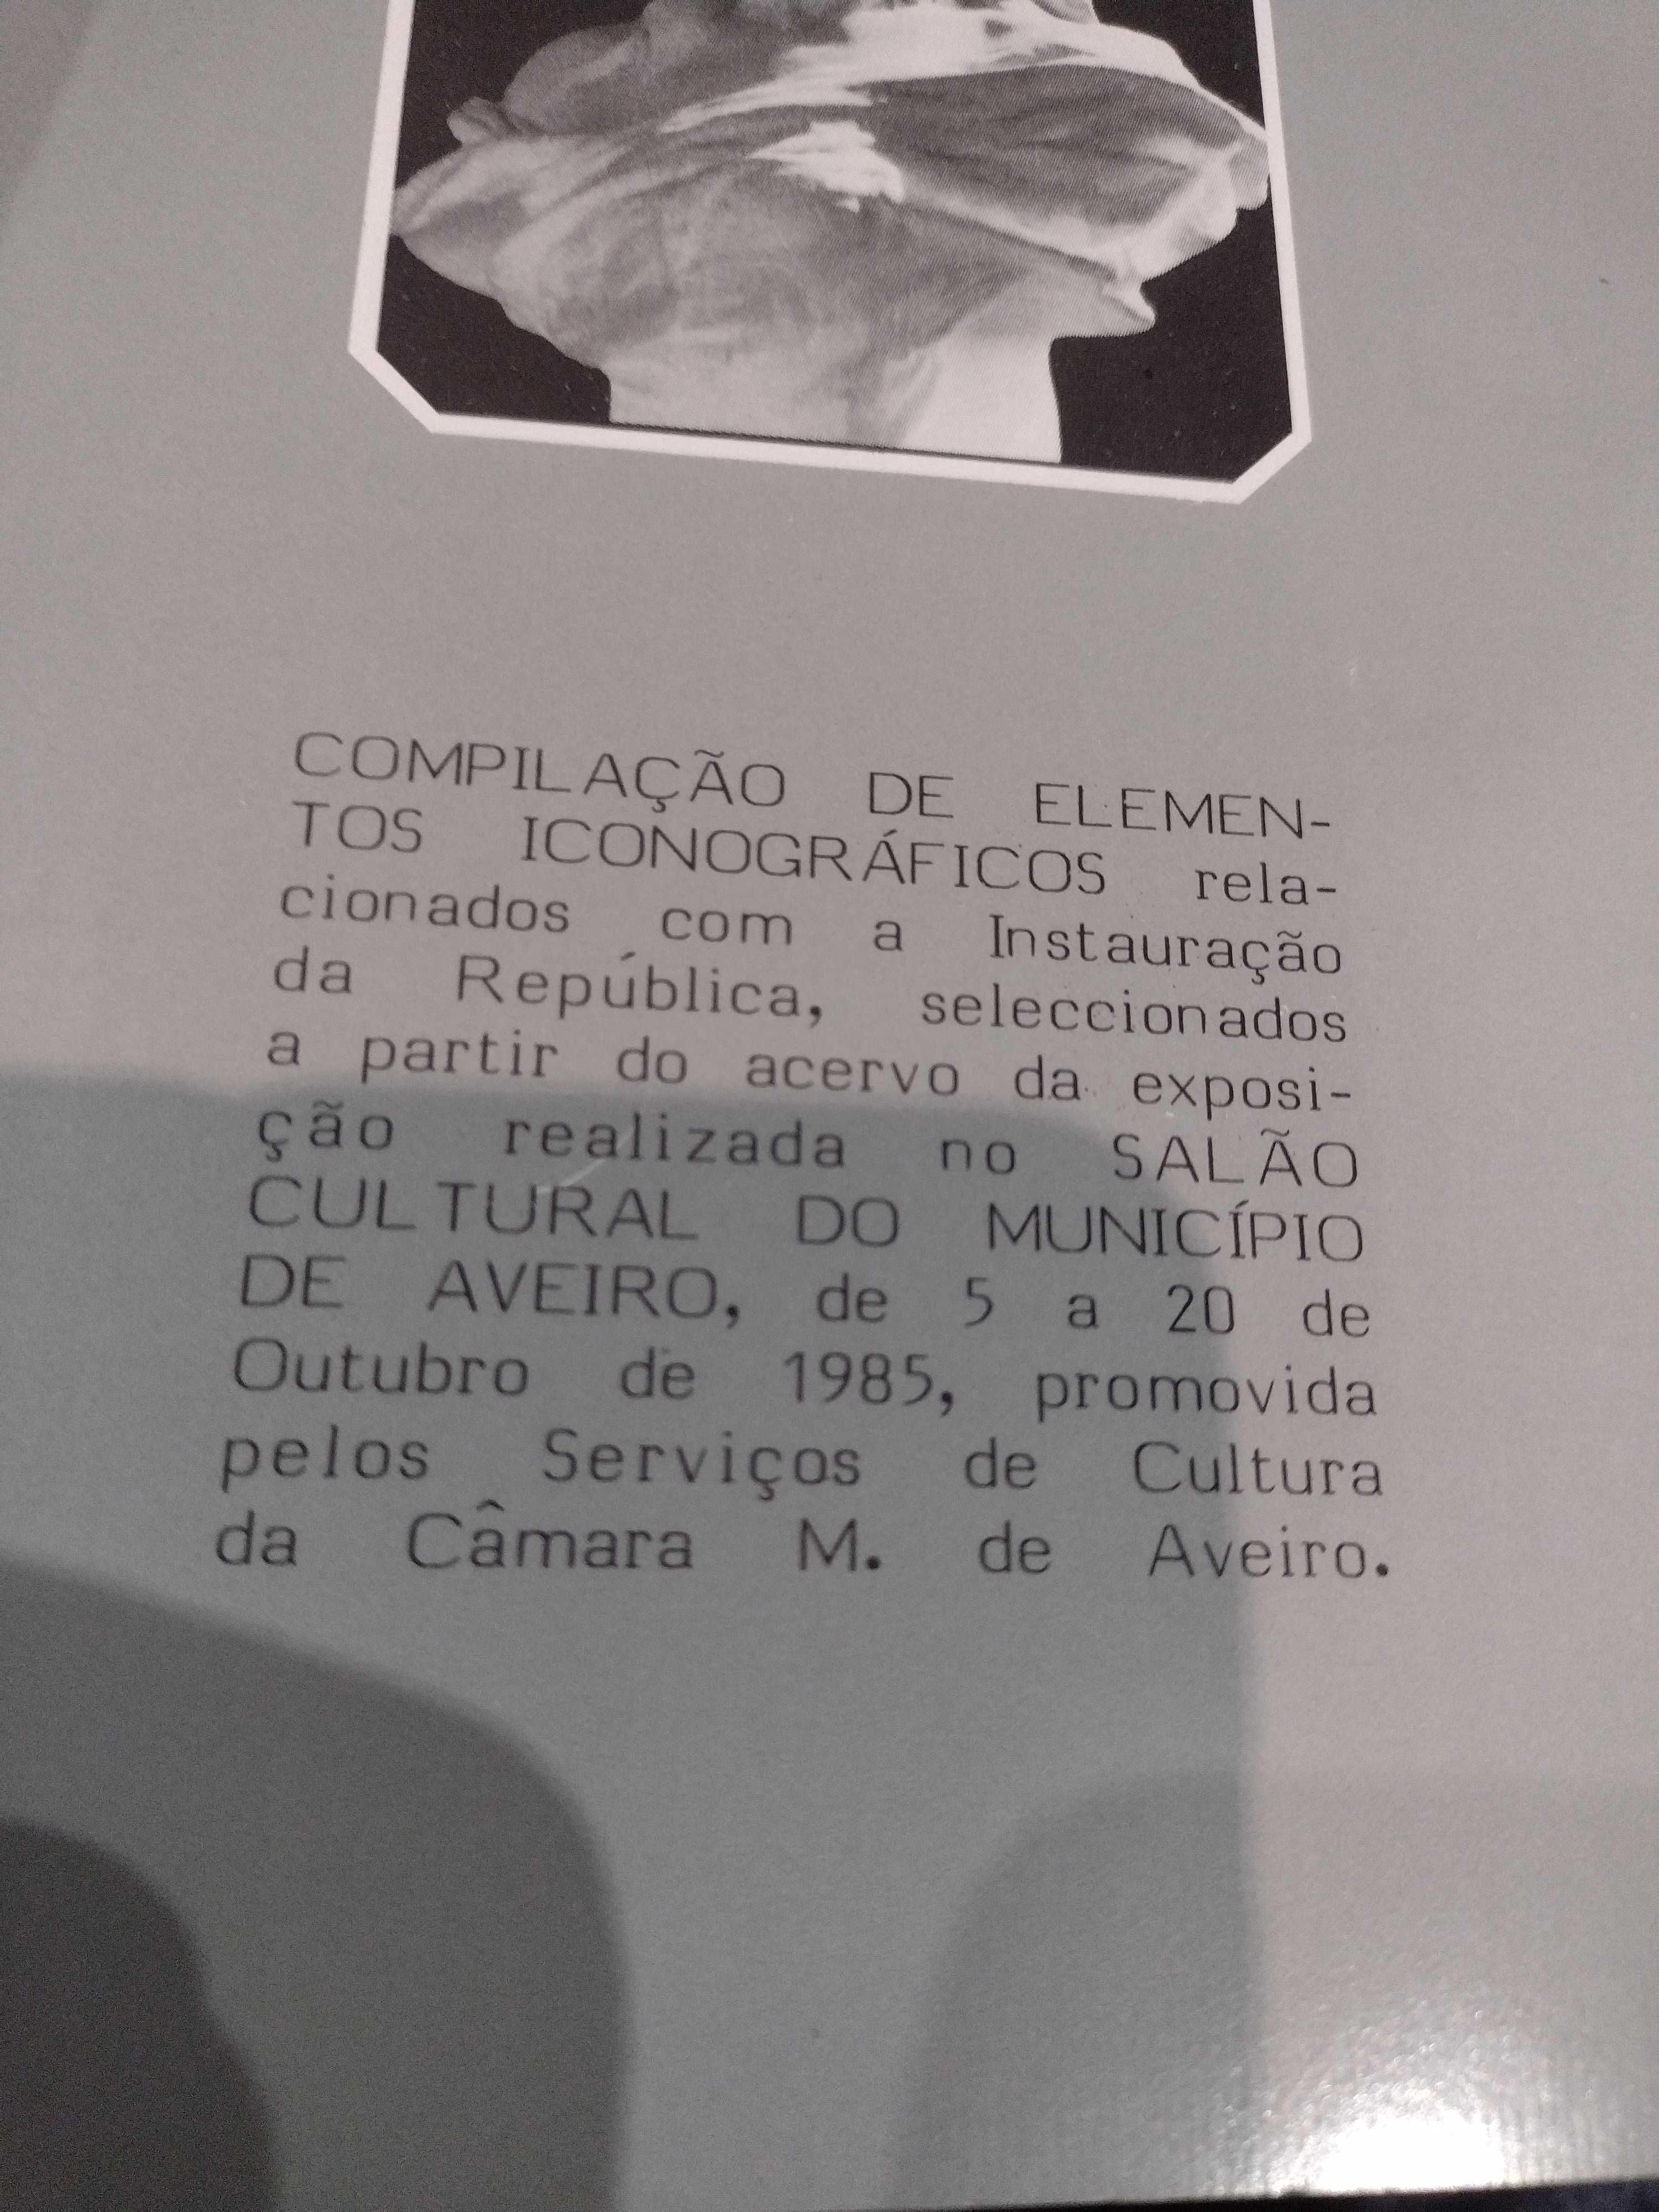 COMPILAÇÃO DE ELEMEN-
TOS ICONOGRÁFICOS rela-
cionados com a Instauração
da República, seleccionados
a partir do acervo da exposi-
ção realizada no SALÃO
CULTURAL DO MUNICÍPIO
DE AVEIRO, de 5 a 20 de
Outubro de 1985, promovida
pelos Serviços de Cultura
da Câmara M. de Aveiro.